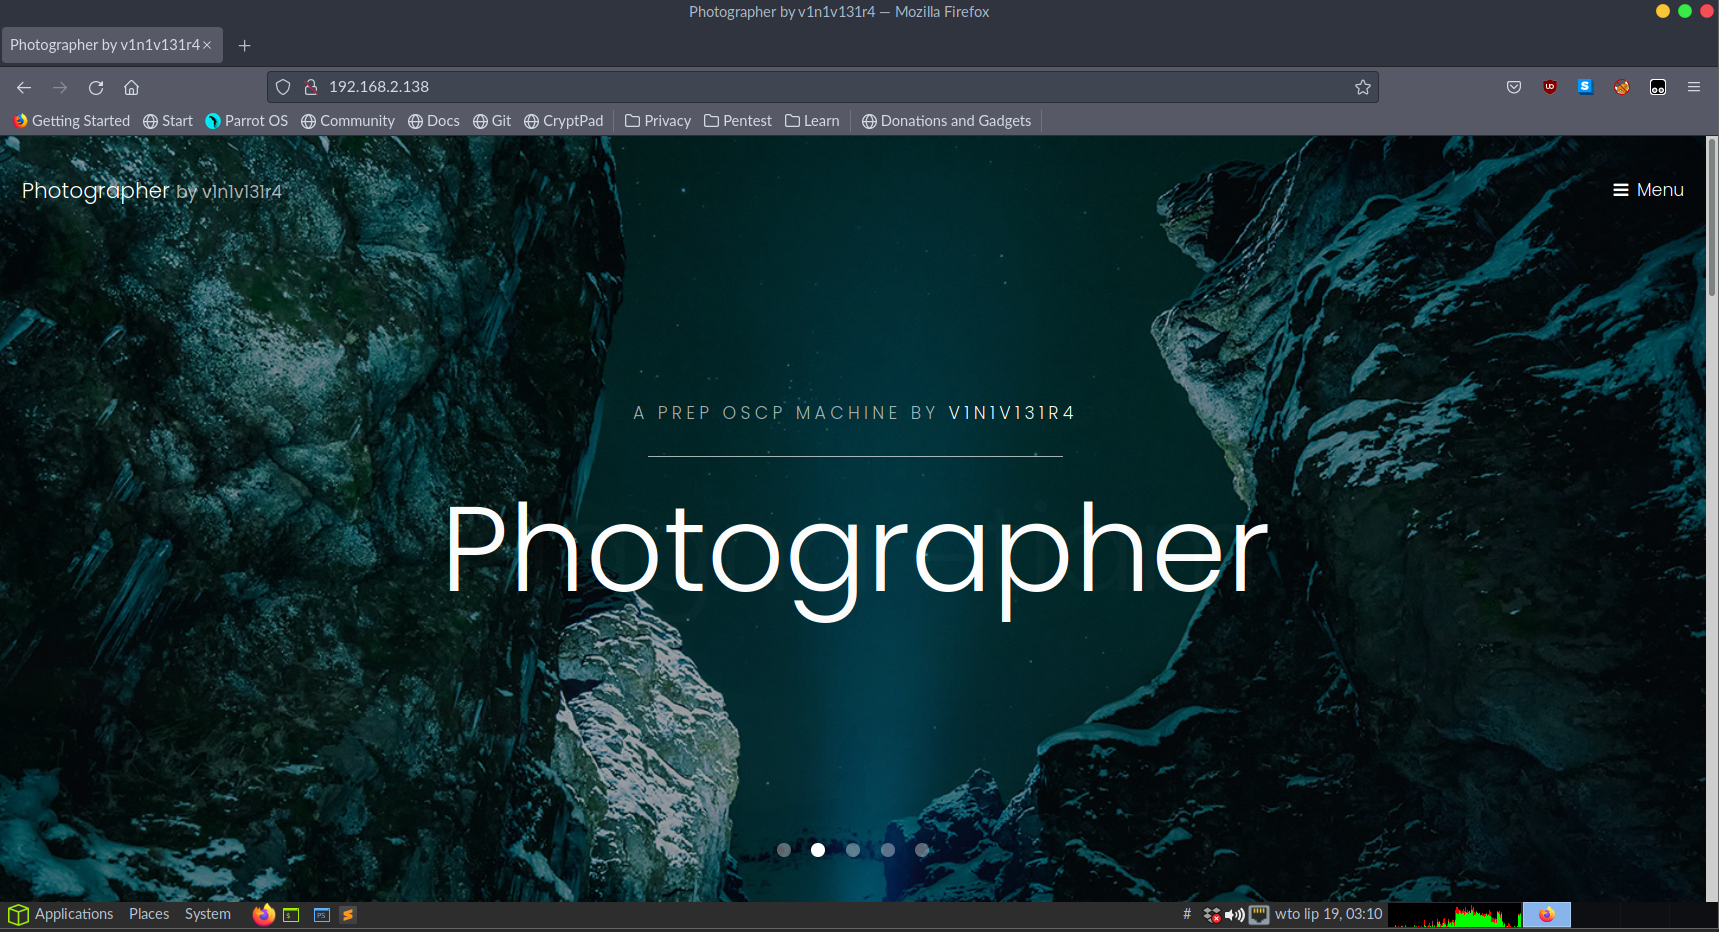 Photographer by v1n1v131r4 — Mozilla Firefox
Photographer by v1n1v131r4
192.168.2.138
Getting Started Start Parrot OS Community Docs Git CryptPad Privacy Pentest Learn Donations and Gadgets
Photographer by v1n1v131r4
Menu
A PREP OSCP MACHINE BY V1N1V131R4
Photographer
Applications Places System # wto lip 19, 03:10